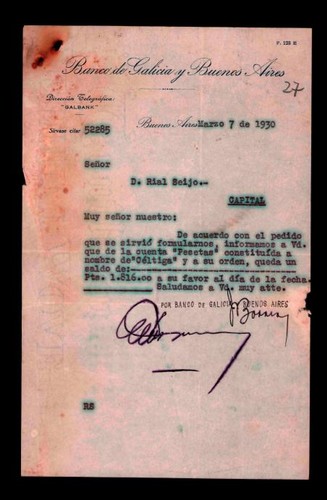 F. 123 E
Banco de Galicia y Buenos Aires
27
Dirección Telegráfica:
"GALBANK"
Sírvase citar 52285
Buenos Aires Marzo 7 de 1930
Señor
D. Rial Seijo.-
CAPITAL
Muy señor nuestro:
De acuerdo con el pedido
que se sirvió formularnos, informamos a Vd.
que de la cuenta "Pesetas" constituída a
nombre de "Céltiga" y a su orden, queda un
saldo de:
Pts. 1.816.00 a su favor al día de la fecha.
Saludamos a Vd. muy atte.
POR BANCO DE GALICIA Y BUENOS AIRES
RS